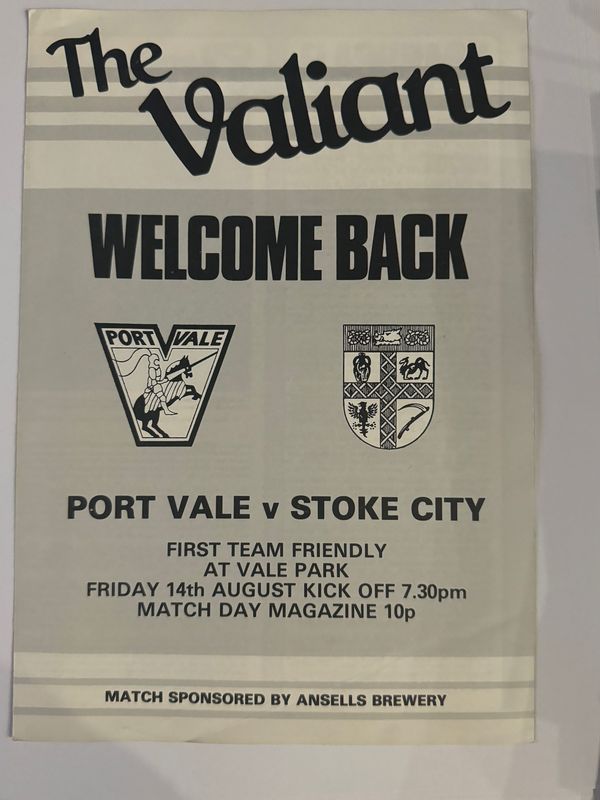 The
Valiant
WELCOME BACK
PORT VALE
PORT VALE v STOKE CITY
FIRST TEAM FRIENDLY
AT VALE PARK
FRIDAY 14th AUGUST KICK OFF 7.30pm
MATCH DAY MAGAZINE 10p
MATCH SPONSORED BY ANSELLS BREWERY